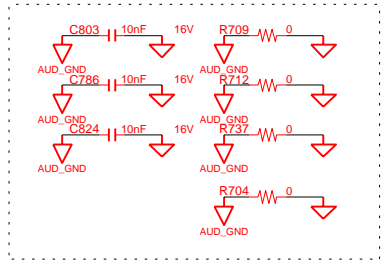 C803 10nF 16V R709 0
AUD_GND AUD_GND
C786 10nF 16V R712 0
AUD_GND AUD_GND
C824 10nF 16V R737 0
AUD_GND AUD_GND
R704 0
AUD_GND